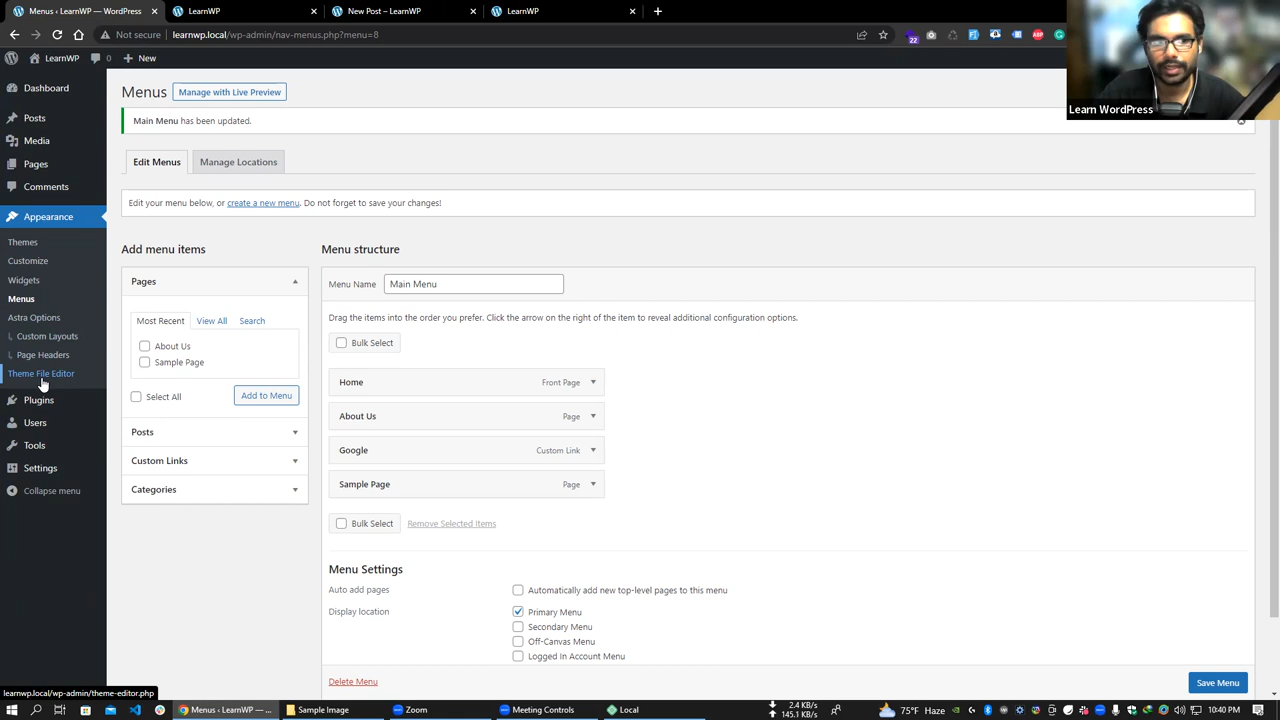 Menus ‹ LearnWP — WordPress
LearnWP
New Post – LearnWP
LearnWP
Not secure
learnwp.local/wp-admin/nav-menus.php?menu=8
22
LearnWP
0
New
Learn WordPress
Dashboard
Posts
Media
Pages
Comments
Appearance
Themes
Customize
Widgets
Menus
Astra Options
Custom Layouts
Page Headers
Theme File Editor
Plugins
Users
Tools
Settings
Collapse menu
learnwp.local/wp-admin/theme-editor.php
Menus
Manage with Live Preview
Main Menu has been updated.
Edit Menus
Manage Locations
Edit your menu below, or create a new menu. Do not forget to save your changes!
Add menu items
Pages
Most Recent
View All
Search
About Us
Sample Page
Select All
Add to Menu
Posts
Custom Links
Categories
Menu structure
Menu Name
Main Menu
Drag the items into the order you prefer. Click the arrow on the right of the item to reveal additional configuration options.
Bulk Select
Home
Front Page
About Us
Page
Google
Custom Link
Sample Page
Page
Bulk Select
Remove Selected Items
Menu Settings
Auto add pages
Automatically add new top-level pages to this menu
Display location
Primary Menu
Secondary Menu
Off-Canvas Menu
Logged In Account Menu
Delete Menu
Save Menu
Menus ‹ LearnWP — ...
Sample Image
Zoom
Meeting Controls
Local
2.4 KB/s
145.1 KB/s
75°F Haze
10:40 PM